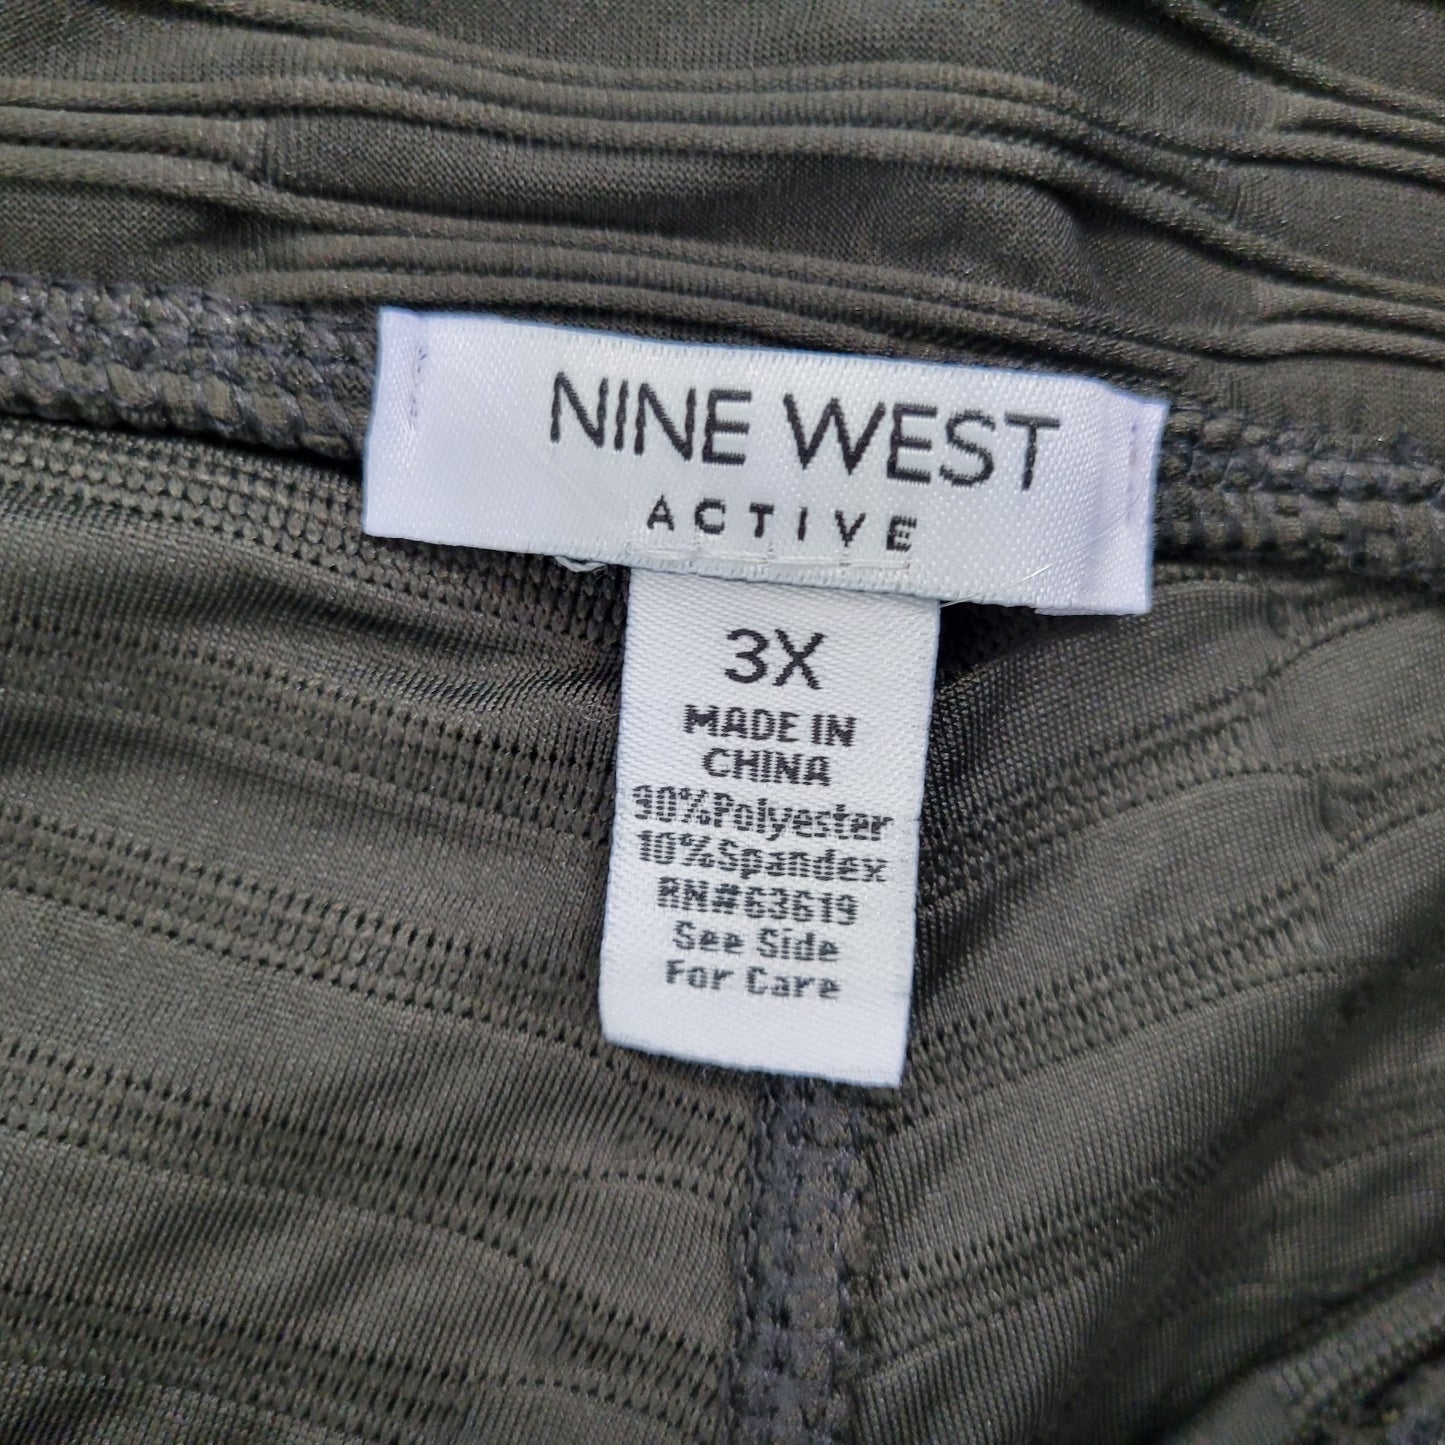 NINE WEST
ACTIVE
3X
MADE IN
CHINA
90%Polyester
10%Spandex
RN#63619
See Side
For Care